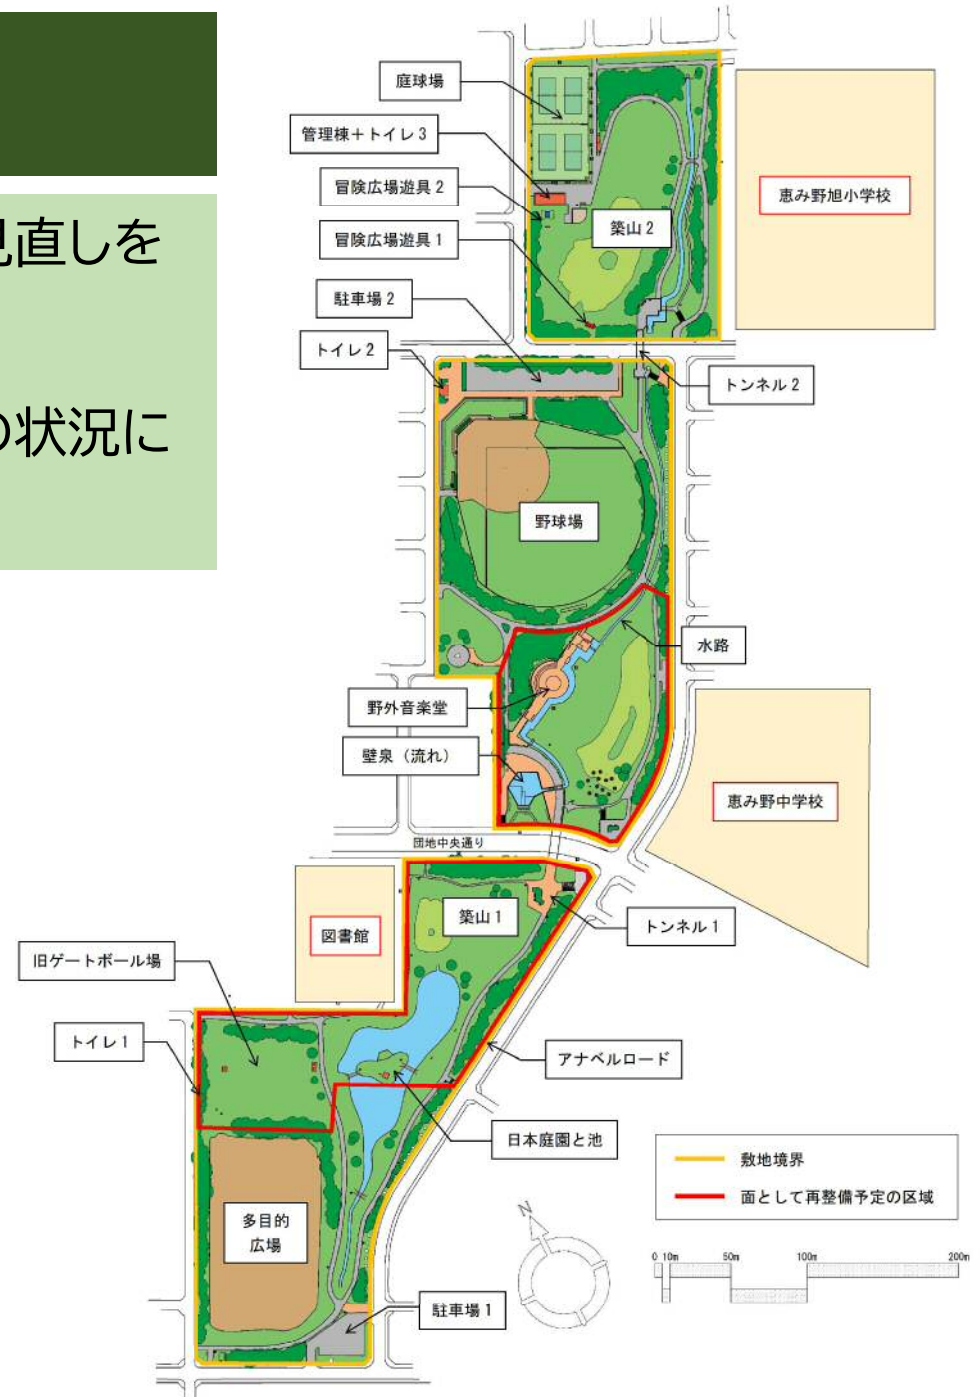 見直しを
の状況に
庭球場
管理棟＋トイレ3
冒険広場遊具2
冒険広場遊具1
築山2
恵み野旭小学校
駐車場2
トイレ2
トンネル2
野球場
水路
野外音楽堂
壁泉（流れ）
恵み野中学校
団地中央通り
築山1
図書館
トンネル1
旧ゲートボール場
トイレ1
アナベルロード
日本庭園と池
多目的
広場
駐車場1
N
敷地境界
面として再整備予定の区域
0 10m 50m 100m 200m